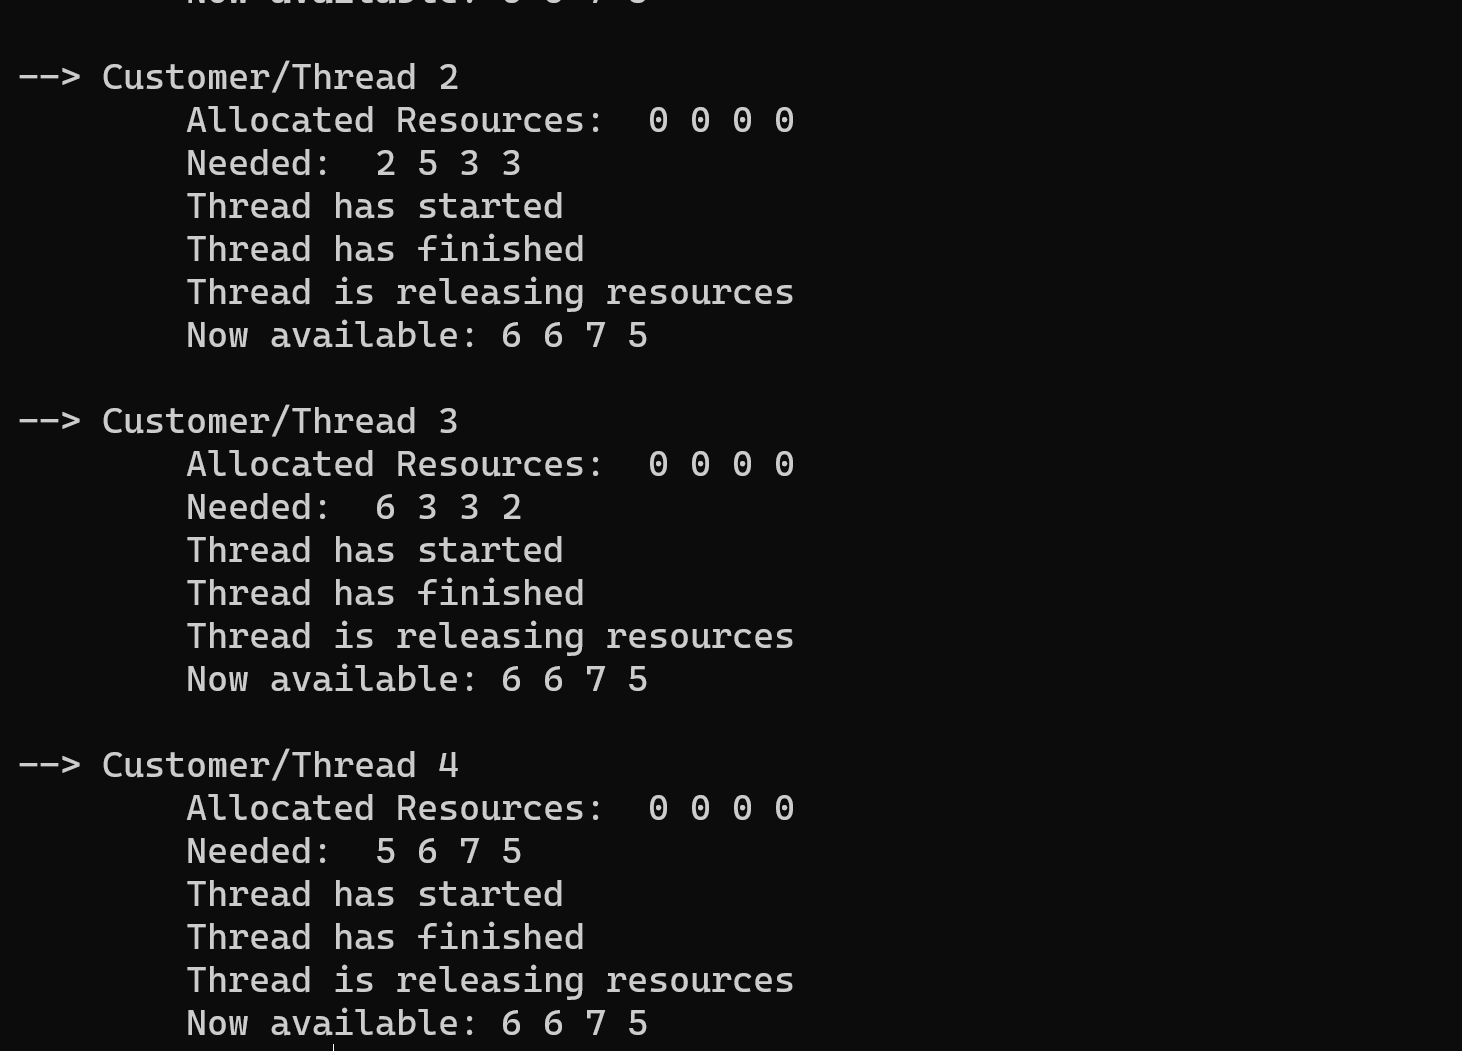 --> Customer/Thread 2
Allocated Resources:  0 0 0 0
Needed:  2 5 3 3
Thread has started
Thread has finished
Thread is releasing resources
Now available: 6 6 7 5
--> Customer/Thread 3
Allocated Resources:  0 0 0 0
Needed:  6 3 3 2
Thread has started
Thread has finished
Thread is releasing resources
Now available: 6 6 7 5
--> Customer/Thread 4
Allocated Resources:  0 0 0 0
Needed:  5 6 7 5
Thread has started
Thread has finished
Thread is releasing resources
Now available: 6 6 7 5